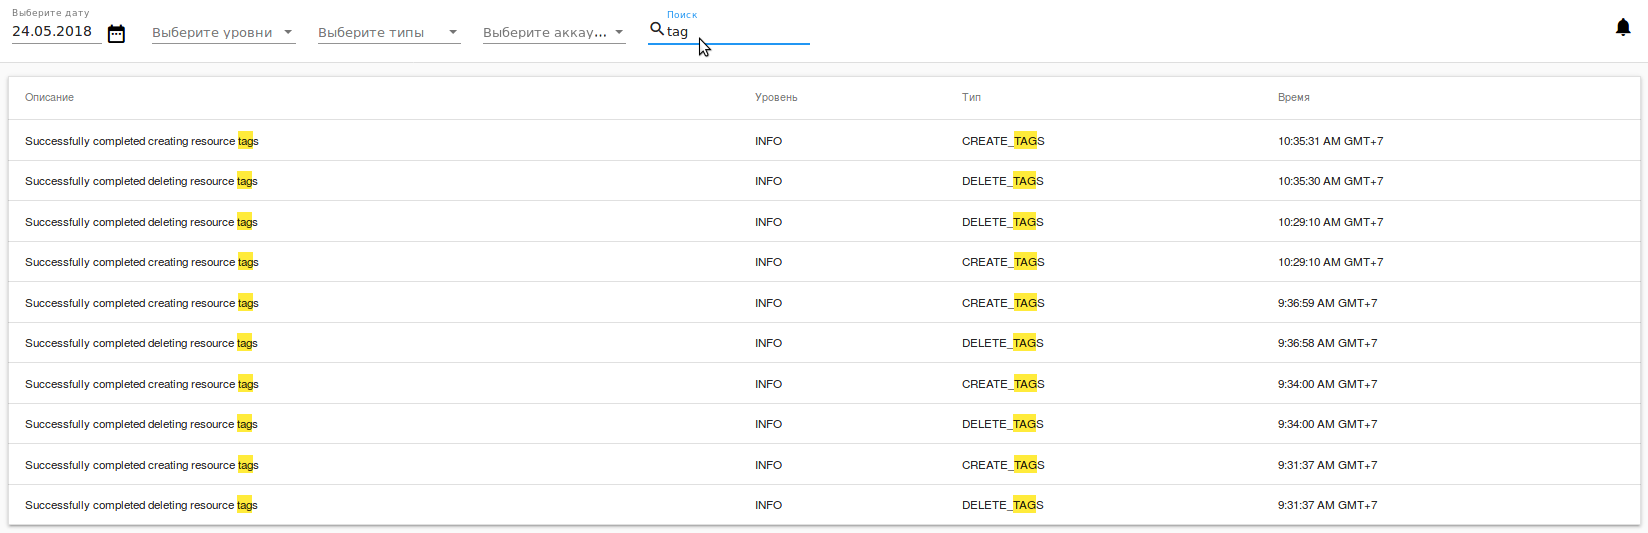 Выберите дату
24.05.2018
Выберите уровни
Выберите типы
Выберите аккау...
Поиск
tag
Описание Уровень Тип Время
Successfully completed creating resource tags INFO CREATE_TAGS 10:35:31 AM GMT+7
Successfully completed deleting resource tags INFO DELETE_TAGS 10:35:30 AM GMT+7
Successfully completed deleting resource tags INFO DELETE_TAGS 10:29:10 AM GMT+7
Successfully completed creating resource tags INFO CREATE_TAGS 10:29:10 AM GMT+7
Successfully completed creating resource tags INFO CREATE_TAGS 9:36:59 AM GMT+7
Successfully completed deleting resource tags INFO DELETE_TAGS 9:36:58 AM GMT+7
Successfully completed creating resource tags INFO CREATE_TAGS 9:34:00 AM GMT+7
Successfully completed deleting resource tags INFO DELETE_TAGS 9:34:00 AM GMT+7
Successfully completed creating resource tags INFO CREATE_TAGS 9:31:37 AM GMT+7
Successfully completed deleting resource tags INFO DELETE_TAGS 9:31:37 AM GMT+7